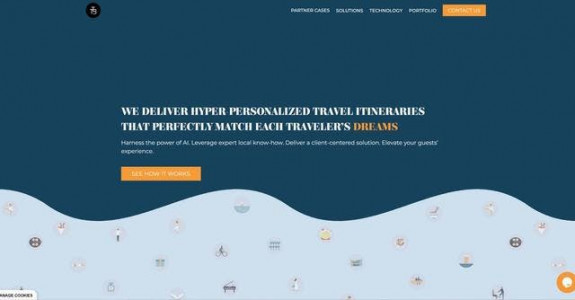 PARTNER CASES SOLUTIONS TECHNOLOGY PORTFOLIO CONTACT US
WE DELIVER HYPER PERSONALIZED TRAVEL ITINERARIES
THAT PERFECTLY MATCH EACH TRAVELER'S DREAMS
Harness the power of AI. Leverage expert local know-how. Deliver a client-centered solution. Elevate your guests'
experience.
SEE HOW IT WORKS
ANAGE COOKIES